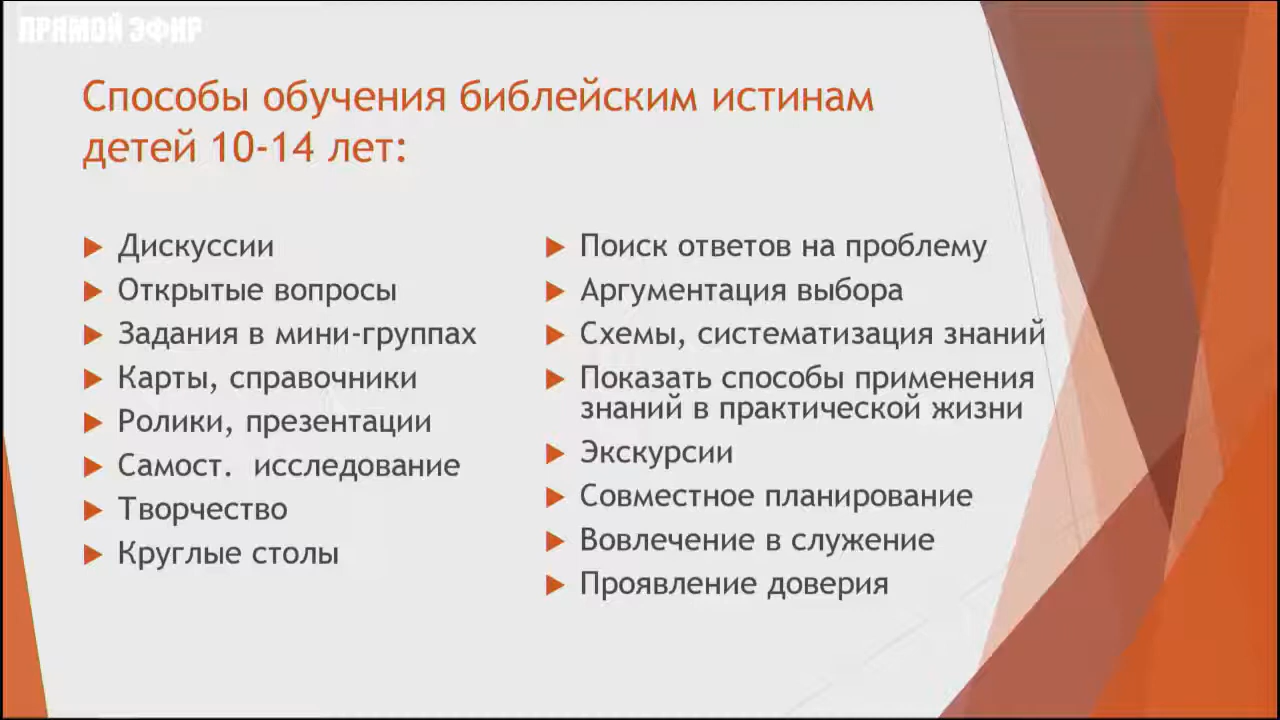 ПРЯМОЙ ЭФИР
Способы обучения библейским истинам
детей 10-14 лет:
Дискуссии
Открытые вопросы
Задания в мини-группах
Карты, справочники
Ролики, презентации
Самост.  исследование
Творчество
Круглые столы
Поиск ответов на проблему
Аргументация выбора
Схемы, систематизация знаний
Показать способы применения
знаний в практической жизни
Экскурсии
Совместное планирование
Вовлечение в служение
Проявление доверия